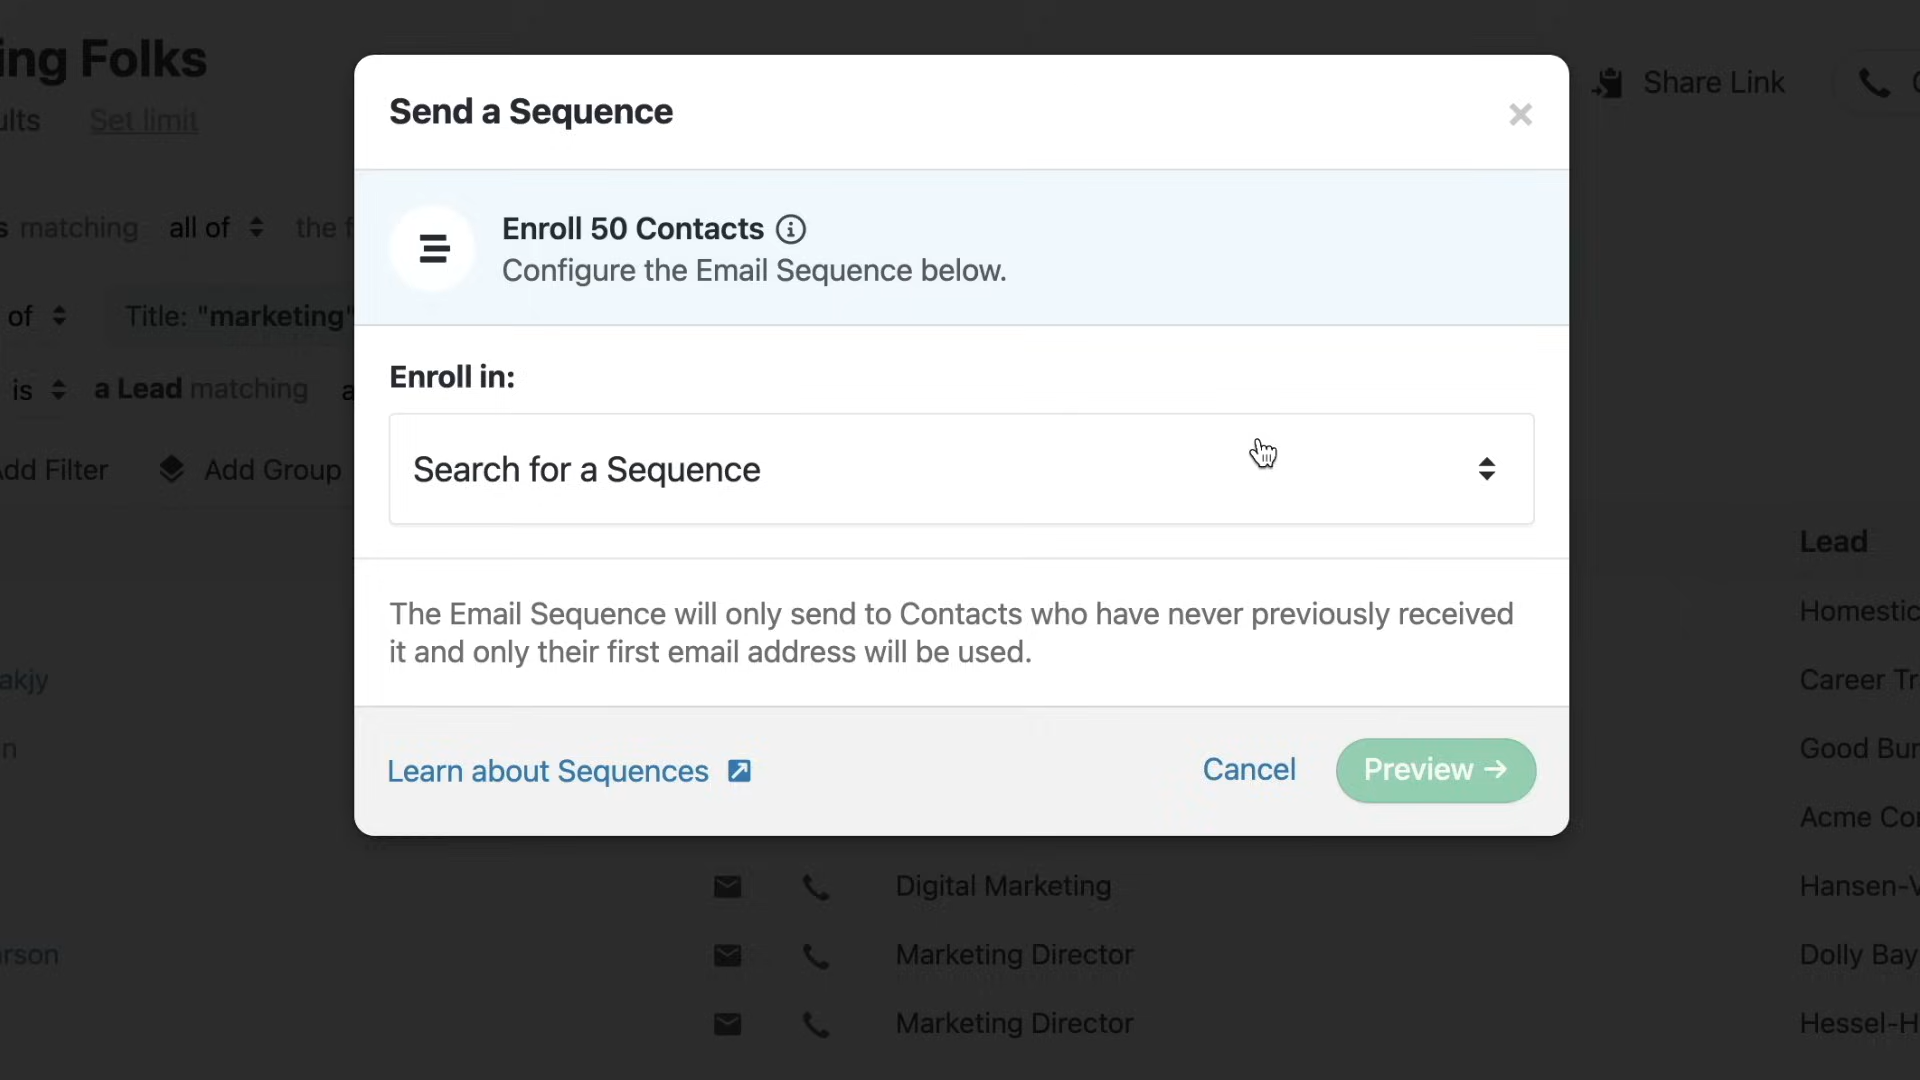 ing Folks
ults Set limit
Share Link
s matching all of the f
of Title: "marketing"
is a Lead matching a
dd Filter Add Group
Send a Sequence
Enroll 50 Contacts
Configure the Email Sequence below.
Enroll in:
Search for a Sequence
The Email Sequence will only send to Contacts who have never previously received
it and only their first email address will be used.
Learn about Sequences Cancel Preview →
Lead
Homestic
akjy Career Tr
n Good Bur
Acme Cor
Digital Marketing Hansen-V
rson Marketing Director Dolly Bay
Marketing Director Hessel-H